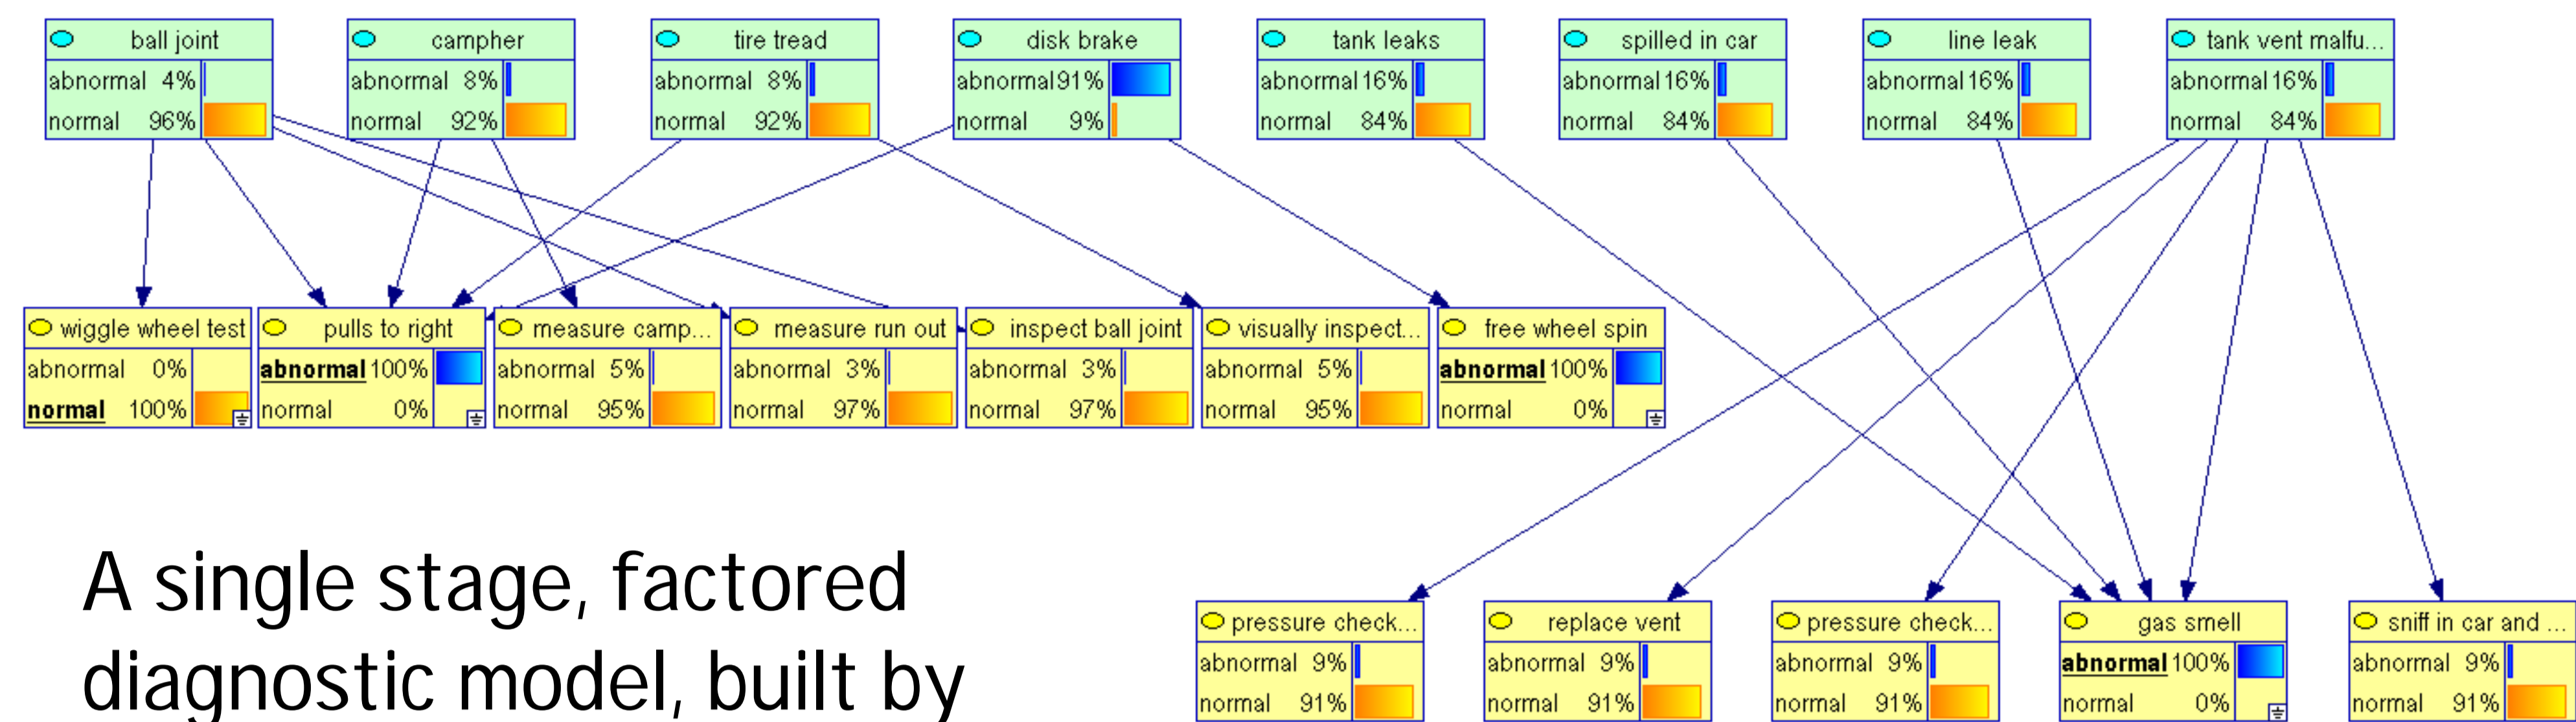 ball joint
abnormal 4%
normal 96%
campher
abnormal 8%
normal 92%
tire tread
abnormal 8%
normal 92%
disk brake
abnormal 91%
normal 9%
tank leaks
abnormal 16%
normal 84%
spilled in car
abnormal 16%
normal 84%
line leak
abnormal 16%
normal 84%
tank vent malfu...
abnormal 16%
normal 84%
wiggle wheel test
abnormal 0%
normal 100%
pulls to right
abnormal 100%
normal 0%
measure camp...
abnormal 5%
normal 95%
measure run out
abnormal 3%
normal 97%
inspect ball joint
abnormal 3%
normal 97%
visually inspect...
abnormal 5%
normal 95%
free wheel spin
abnormal 100%
normal 0%
A single stage, factored
diagnostic model, built by
pressure check...
abnormal 9%
normal 91%
replace vent
abnormal 9%
normal 91%
pressure check...
abnormal 9%
normal 91%
gas smell
abnormal 100%
normal 0%
sniff in car and ...
abnormal 9%
normal 91%